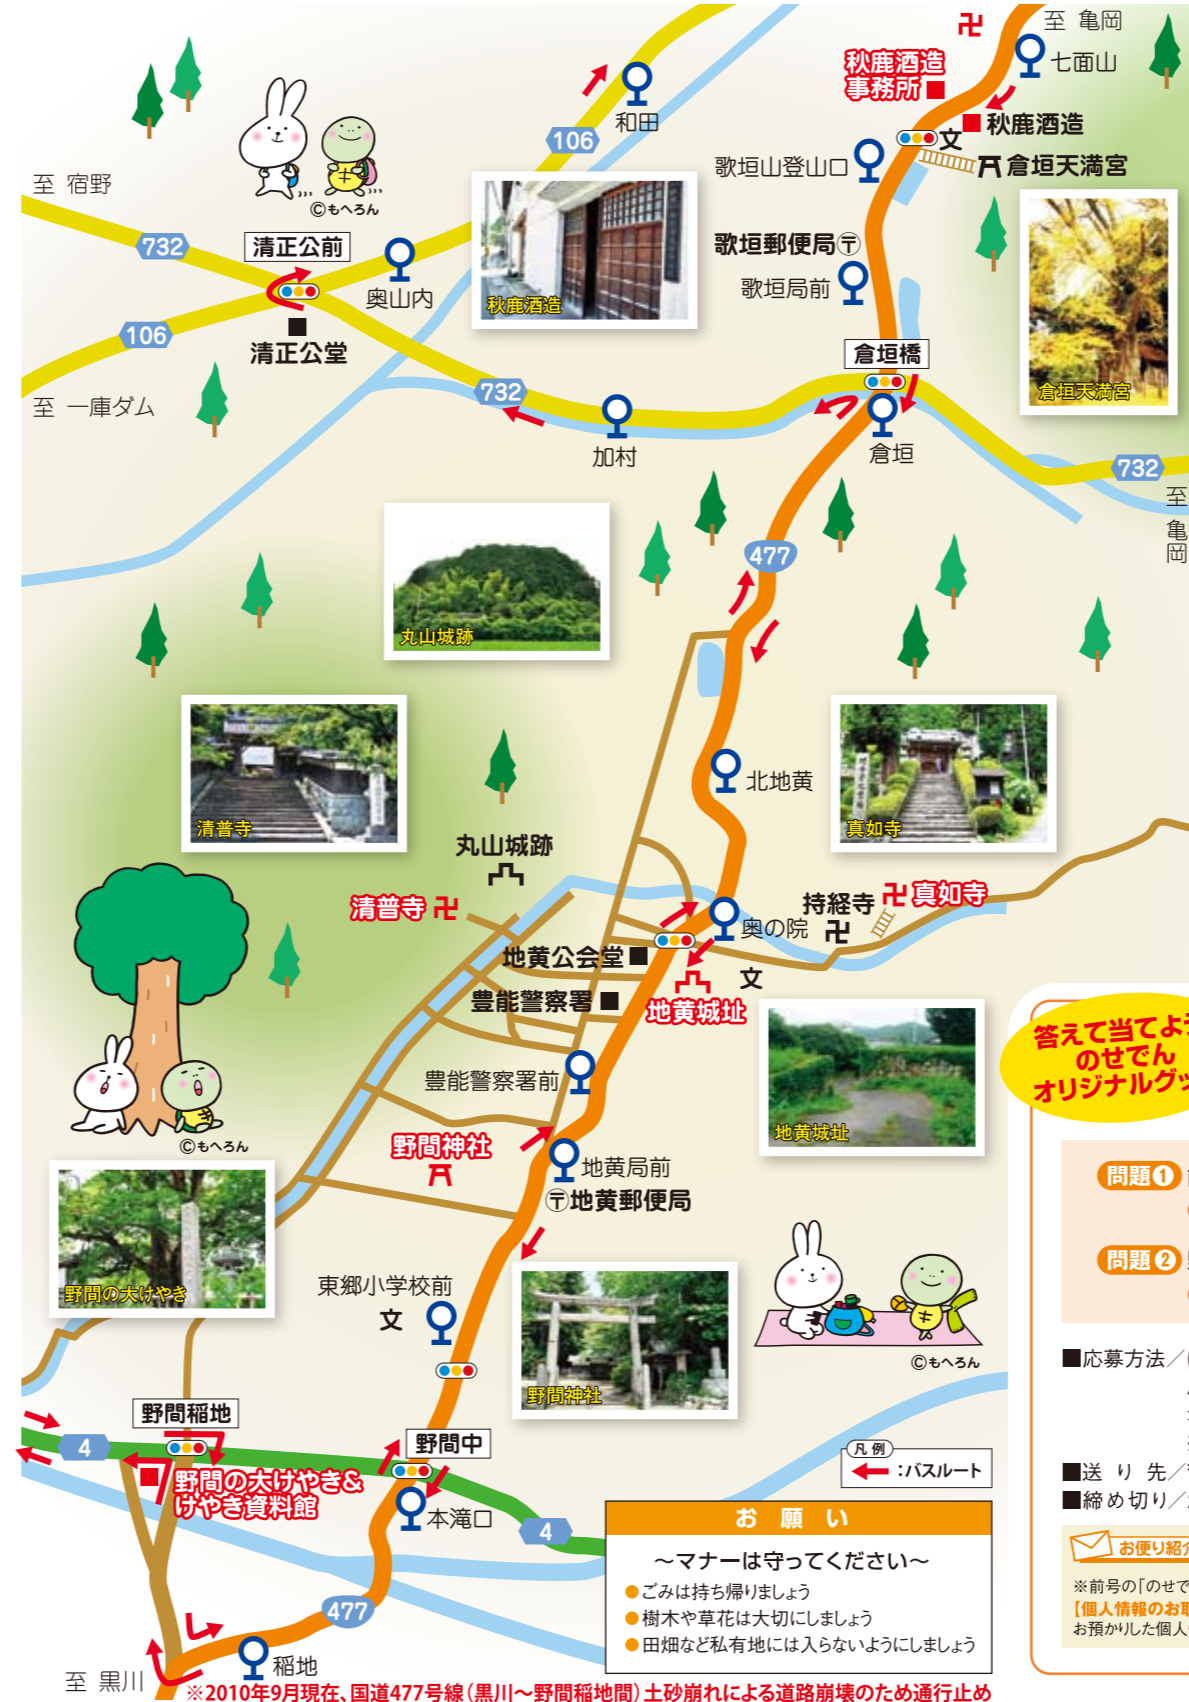 至 亀岡
七面山
秋鹿酒造
事務所
秋鹿酒造
文
倉垣天満宮
和田
106
歌垣山登山口
至 宿野
©もへろん
732
清正公前
奥山内
歌垣郵便局〒
歌垣局前
秋鹿酒造
倉垣天満宮
106
清正公堂
倉垣橋
至 一庫ダム
732
加村
倉垣
732
至 亀岡
477
丸山城跡
北地黄
清普寺
真如寺
丸山城跡
清普寺 卍
持経寺
卍
卍 真如寺
奥の院
地黄公会堂
文
豊能警察署
地黄城址
豊能警察署前
地黄城址
©もへろん
野間神社
地黄局前
〒地黄郵便局
野間の大けやき
東郷小学校前
文
野間神社
©もへろん
野間稲地
4
野間中
野間の大けやき&
けやき資料館
本滝口
4
凡 例
:バスルート
お 願 い
〜マナーは守ってください〜
●ごみは持ち帰りましょう
●樹木や草花は大切にしましょう
●田畑など私有地には入らないようにしましょう
477
稲地
至 黒川
※2010年9月現在、国道477号線(黒川〜野間稲地間)土砂崩れによる道路崩壊のため通行止め
答えて当てよう
のせでん
オリジナルグッ
問題❶
問題❷
■応募方法/
■送 り 先/
■締め切り/
お便り紹介
※前号の「のせで
【個人情報のお取
お預かりした個人